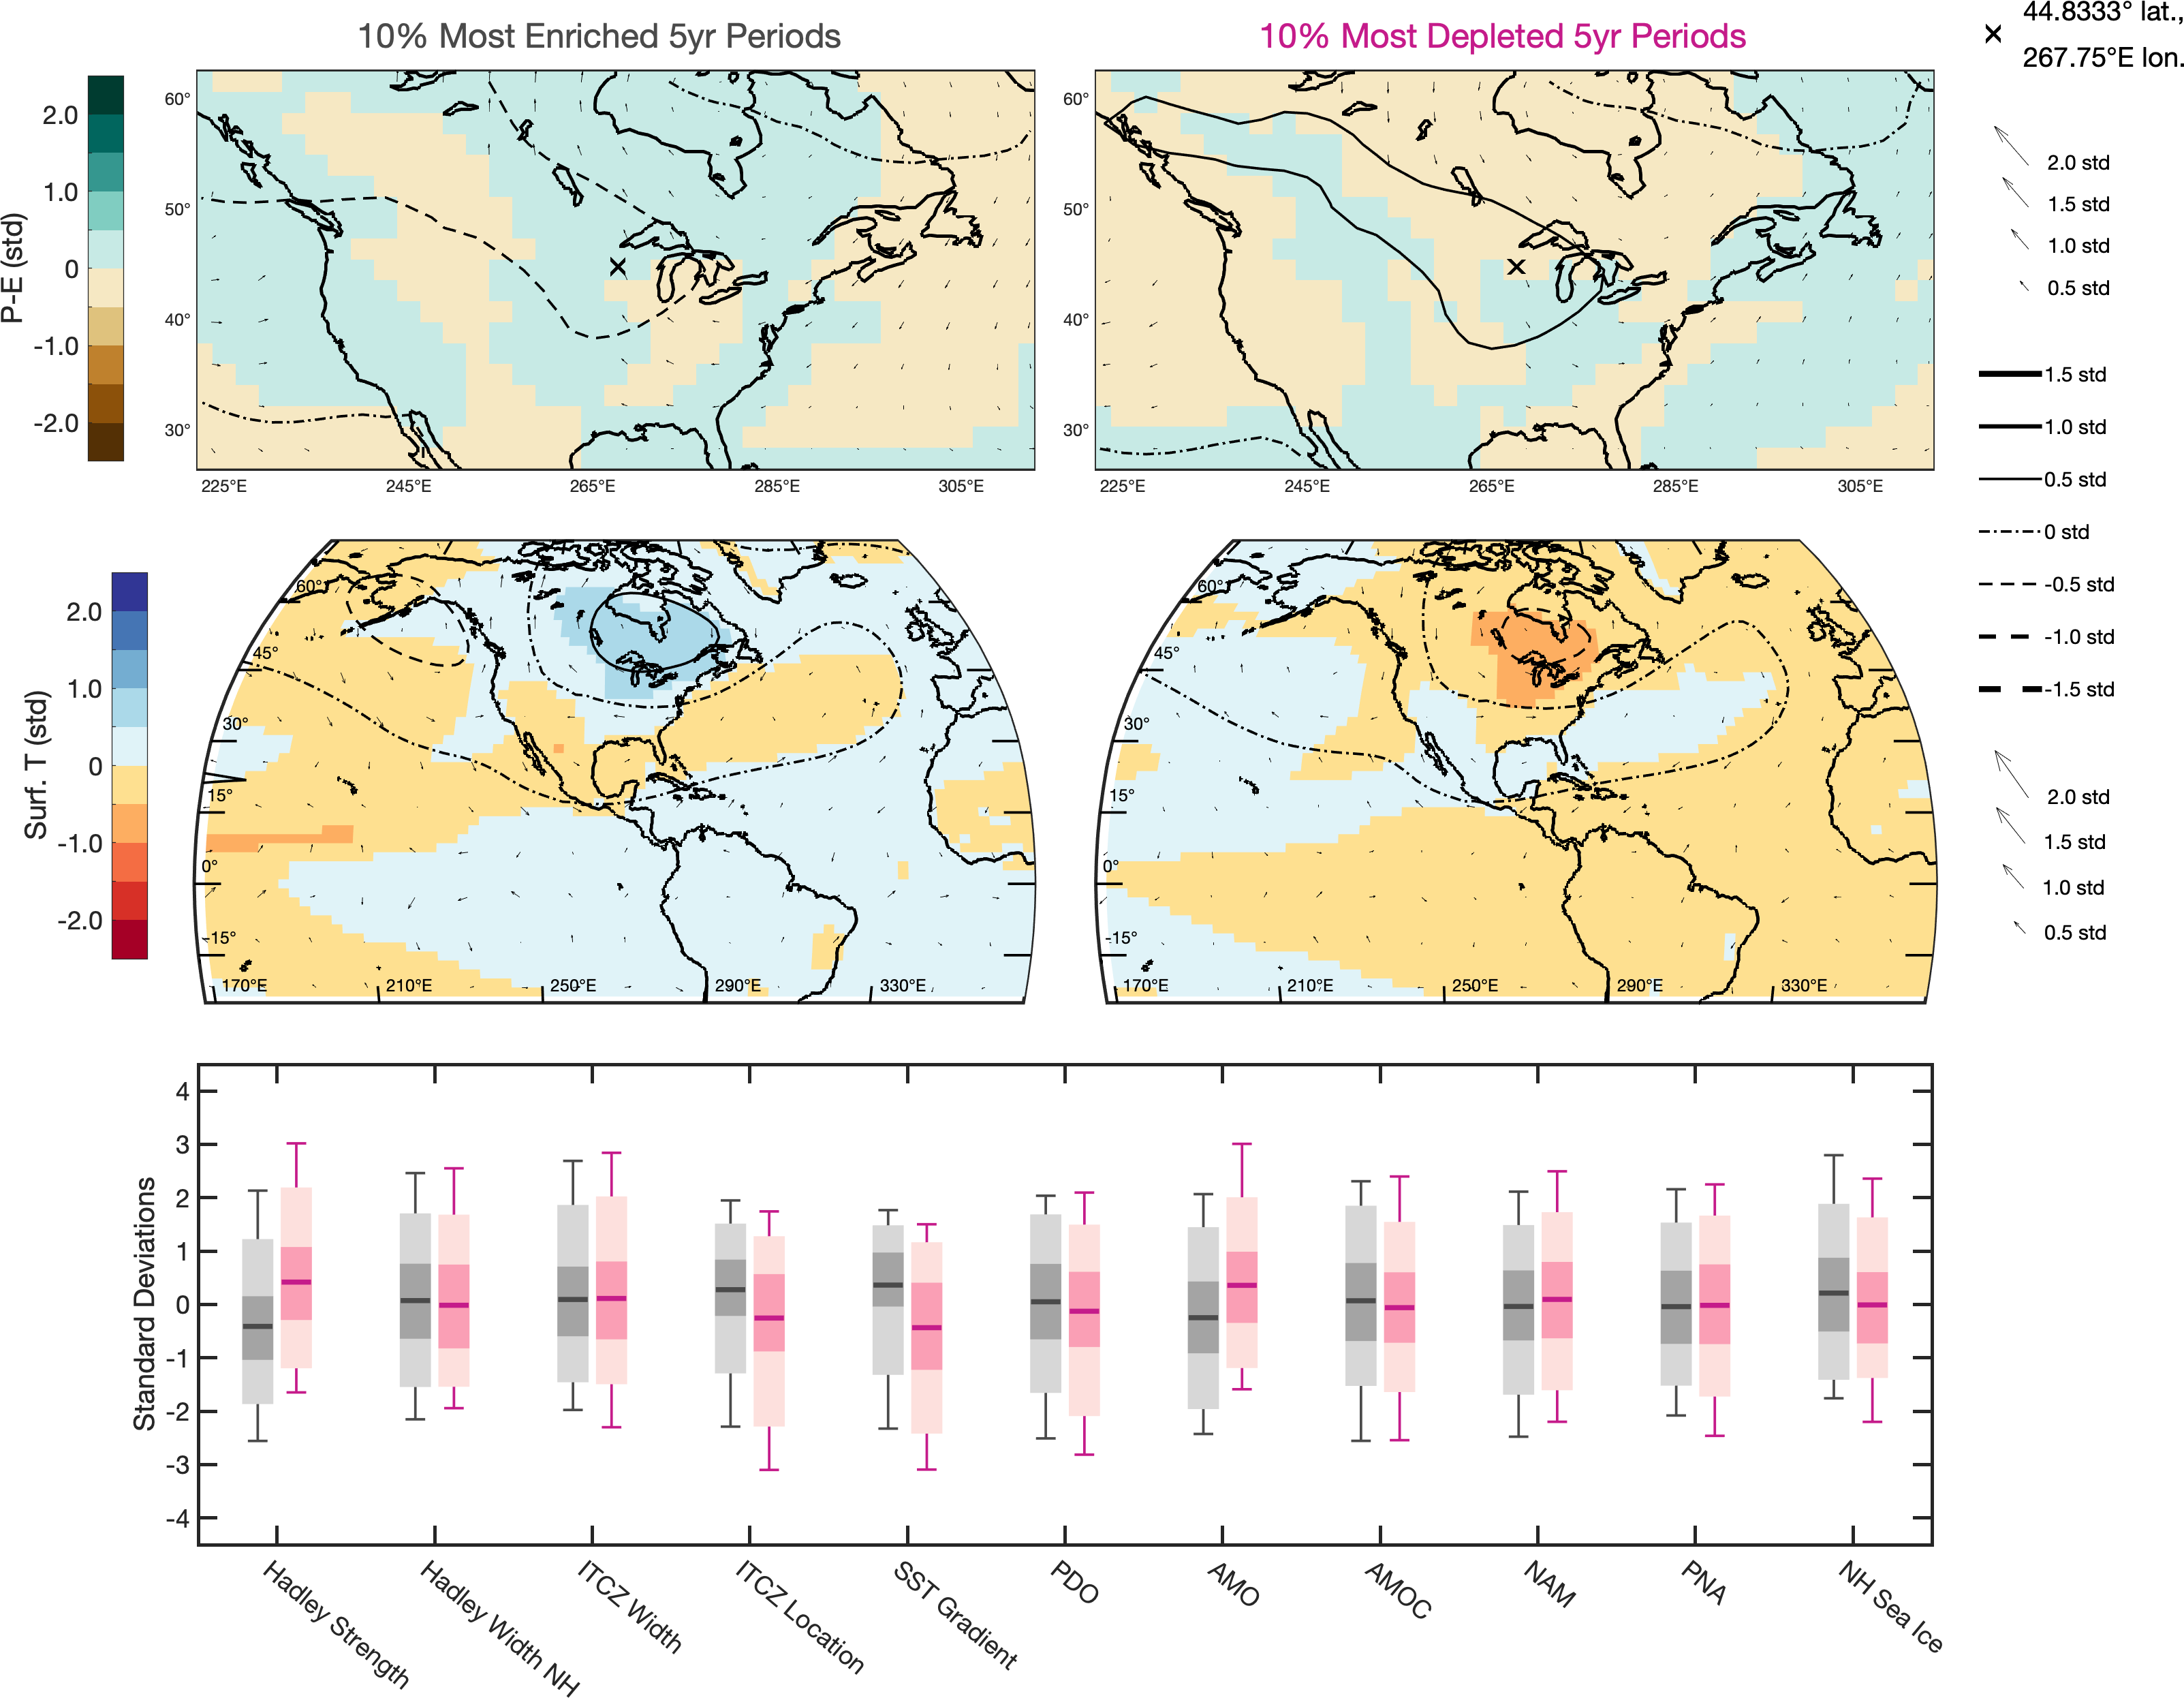 10% Most Enriched 5yr Periods
10% Most Depleted 5yr Periods
44.8333° lat.,
267.75°E lon.
P-E (std)
2.0
1.0
0
-1.0
-2.0
60°
50°
40°
30°
225°E 245°E 265°E 285°E 305°E
60°
50°
40°
30°
225°E 245°E 265°E 285°E 305°E
2.0 std
1.5 std
1.0 std
0.5 std
1.5 std
1.0 std
0.5 std
0 std
-0.5 std
-1.0 std
-1.5 std
Surf. T (std)
2.0
1.0
0
-1.0
-2.0
60°
45°
30°
15°
0°
-15°
170°E 210°E 250°E 290°E 330°E
60°
45°
30°
15°
0°
-15°
170°E 210°E 250°E 290°E 330°E
2.0 std
1.5 std
1.0 std
0.5 std
Standard Deviations
4
3
2
1
0
-1
-2
-3
-4
Hadley Strength
Hadley Width NH
ITCZ Width
ITCZ Location
SST Gradient
PDO
AMO
AMOC
NAM
PNA
NH Sea Ice